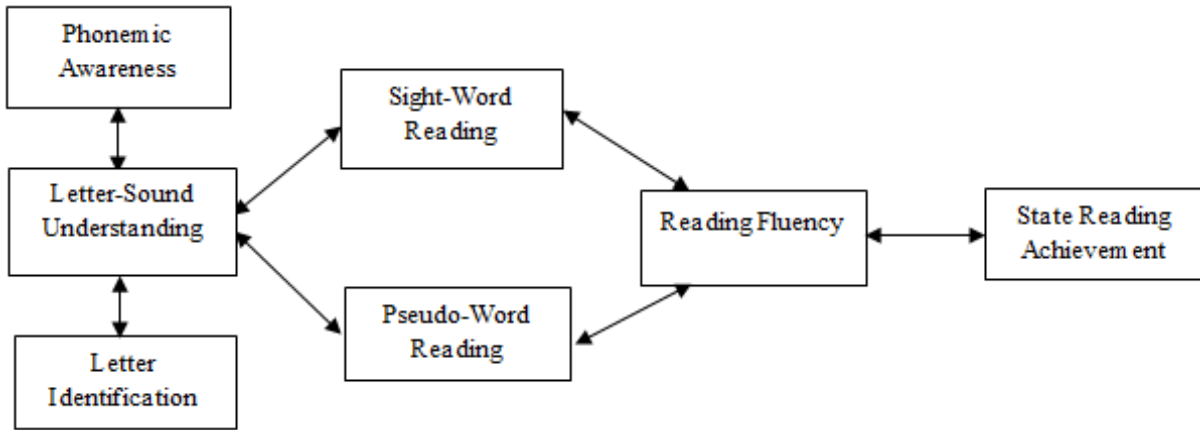 Phonemic
Awareness
Letter-Sound
Understanding
Letter
Identification
Sight-Word
Reading
Pseudo-Word
Reading
Reading Fluency
State Reading
Achievement